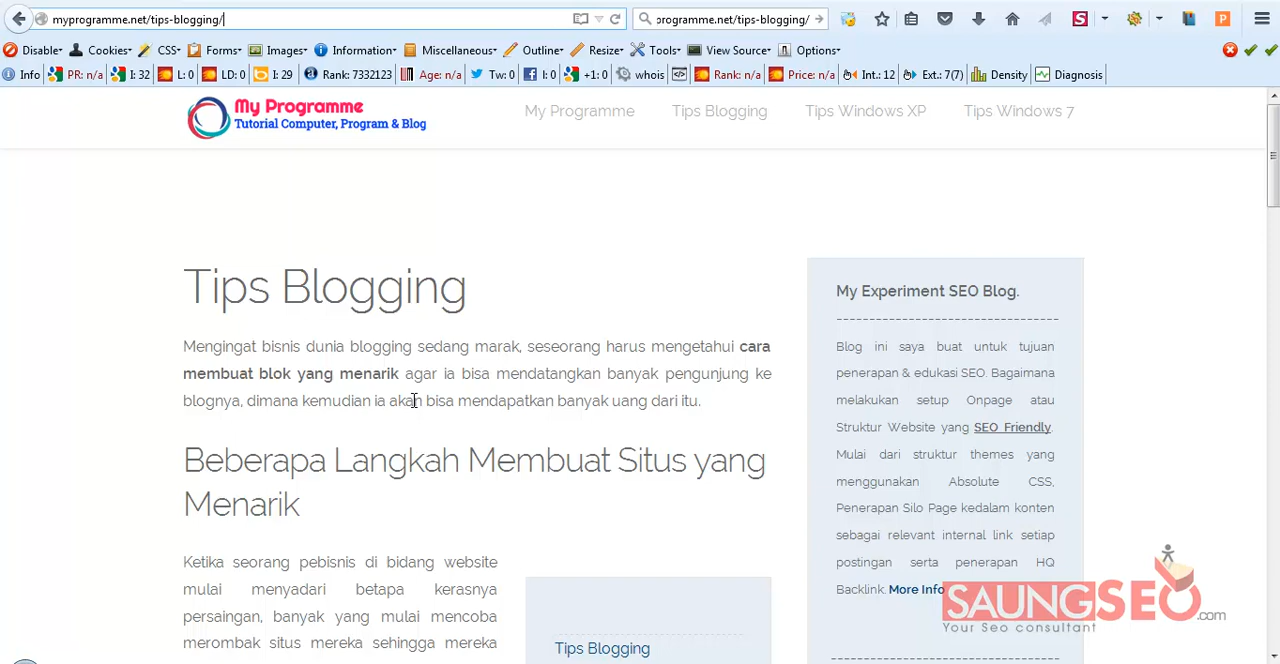 myprogramme.net/tips-blogging/
programme.net/tips-blogging/
Disable Cookies CSS Forms Images Information Miscellaneous Outline Resize Tools View Source Options
Info PR: n/a I: 32 L: 0 LD: 0 I: 29 Rank: 7332123 Age: n/a Tw: 0 l: 0 +1: 0 whois Rank: n/a Price: n/a Int.: 12 Ext.: 7(7) Density Diagnosis
My Programme
Tutorial Computer, Program & Blog
My Programme Tips Blogging Tips Windows XP Tips Windows 7
Tips Blogging
Mengingat bisnis dunia blogging sedang marak, seseorang harus mengetahui cara
membuat blok yang menarik agar ia bisa mendatangkan banyak pengunjung ke
blognya, dimana kemudian ia akan bisa mendapatkan banyak uang dari itu.
Beberapa Langkah Membuat Situs yang
Menarik
Ketika seorang pebisnis di bidang website
mulai menyadari betapa kerasnya
persaingan, banyak yang mulai mencoba
merombak situs mereka sehingga mereka
Tips Blogging
My Experiment SEO Blog.
Blog ini saya buat untuk tujuan
penerapan & edukasi SEO. Bagaimana
melakukan setup Onpage atau
Struktur Website yang SEO Friendly.
Mulai dari struktur themes yang
menggunakan Absolute CSS,
Penerapan Silo Page kedalam konten
sebagai relevant internal link setiap
postingan serta penerapan HQ
Backlink. More Info
SAUNGSEO.com
Your Seo consultant